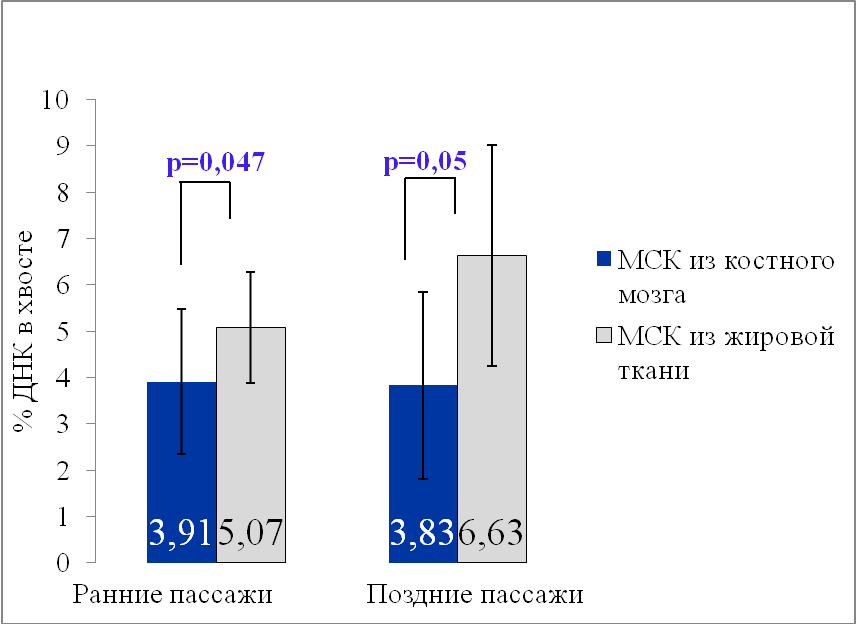 % ДНК в хвосте
10
9
8
7
6
5
4
3
2
1
0
p=0,047
p=0,05
3,91
5,07
3,83
6,63
Ранние пассажи
Поздние пассажи
МСК из костного
мозга
МСК из жировой
ткани